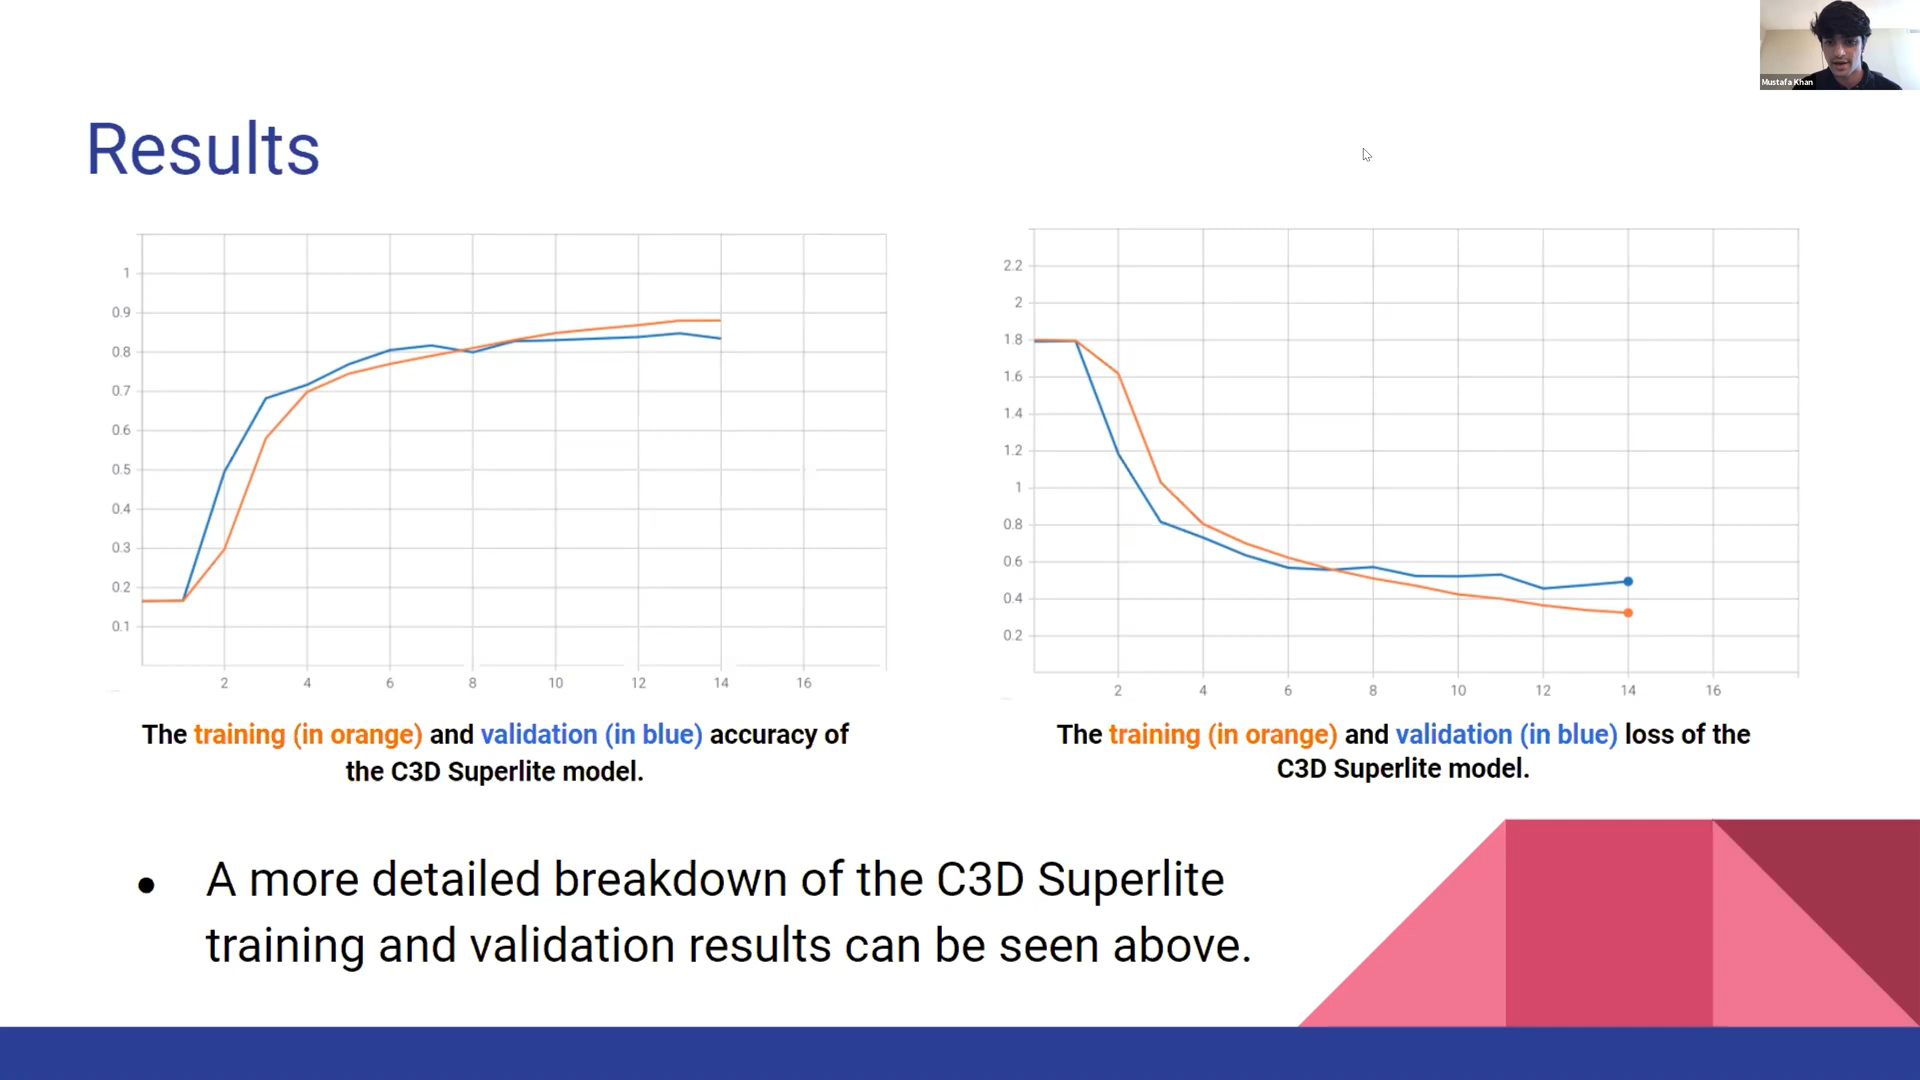 Mustafa Khan
Results
1
0.9
0.8
0.7
0.6
0.5
0.4
0.3
0.2
0.1
2 4 6 8 10 12 14 16
2.2
2
1.8
1.6
1.4
1.2
1
0.8
0.6
0.4
0.2
2 4 6 8 10 12 14 16
The training (in orange) and validation (in blue) accuracy of
the C3D Superlite model.
The training (in orange) and validation (in blue) loss of the
C3D Superlite model.
● A more detailed breakdown of the C3D Superlite
training and validation results can be seen above.